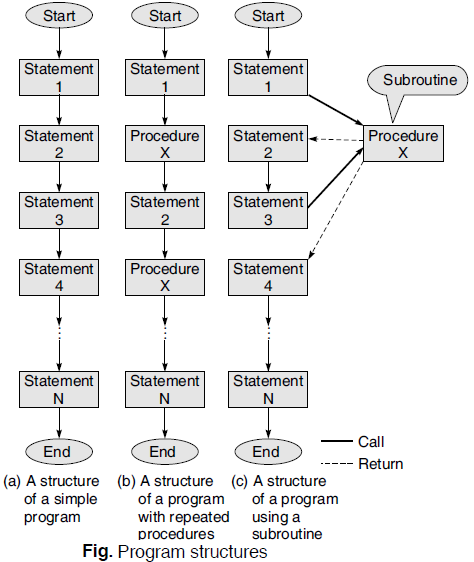 Start
Statement
1
Statement
2
Statement
3
Statement
4
Statement
N
End
(a) A structure
of a simple
program
Start
Statement
1
Procedure
X
Statement
2
Procedure
X
Statement
N
End
(b) A structure
of a program
with repeated
procedures
Start
Statement
1
Statement
2
Statement
3
Statement
4
Statement
N
End
(c) A structure
of a program
using a
subroutine
Subroutine
Procedure
X
Call
Return
Fig. Program structures